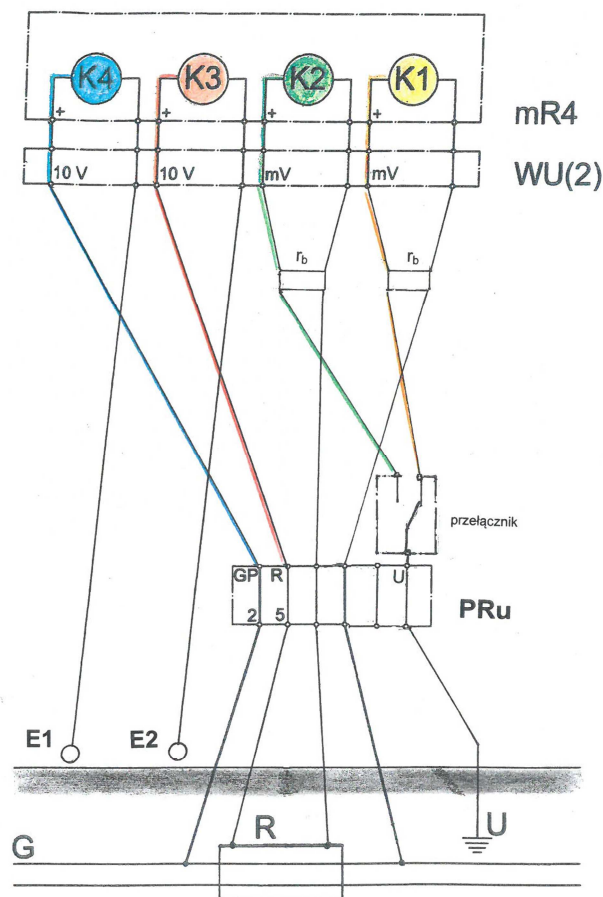 K4 K3 K2 K1
+ + + +
mR4
10 V 10 V mV mV
WU(2)
rb rb
przełącznik
GP R U
2 5
PRu
E1 E2
R U
G